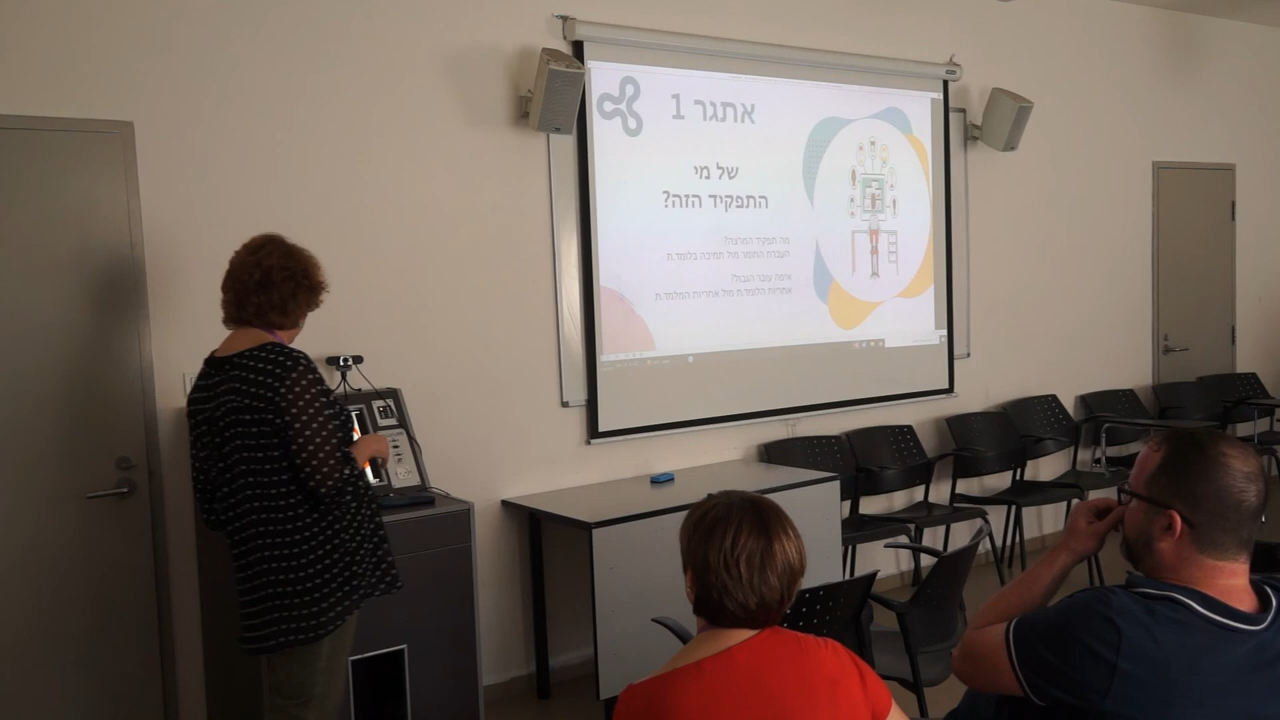 אתגר 1
של מי
התפקיד הזה?
מה תפקיד המרצה?
העברת החומר מול תמיכה בלומד.ת
איפה עובר הגבול?
אחריות הלומד.ת מול אחריות המלמד.ת